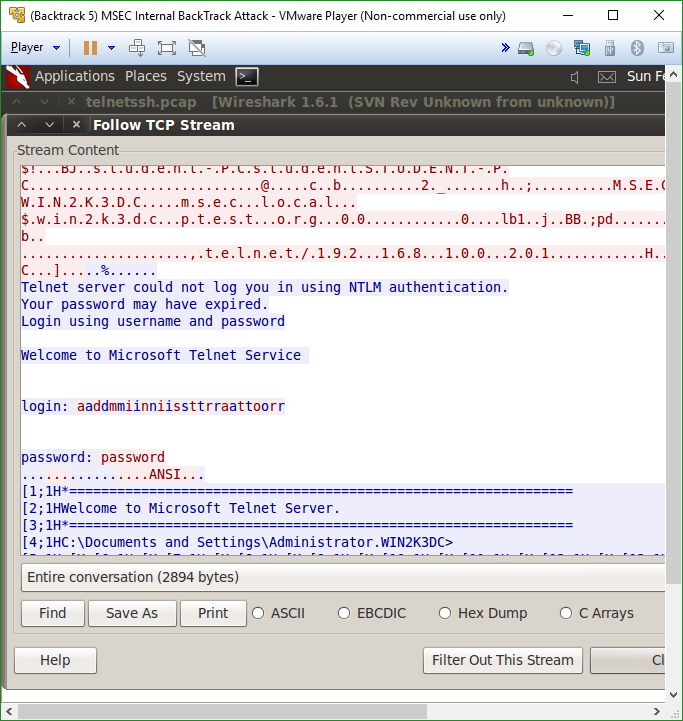 (Backtrack 5) MSEC Internal BackTrack Attack - VMware Player (Non-commercial use only)
Player
Applications Places System Sun Fe
telnetssh.pcap [Wireshark 1.6.1 (SVN Rev Unknown from unknown)]
Follow TCP Stream
Stream Content
$!...BJ..s.t.u.d.e.n.t.-.P.C.s.t.u.d.e.n.t.S.T.U.D.E.N.T.-.P.
C............................@.....c..b..........2._.......h..;..........M.S.E.C
W.I.N.2.K.3.D.C.....m.s.e.c...l.o.c.a.l...
$.w.i.n.2.k.3.d.c...p.t.e.s.t...o.r.g...0.0............0....lb1..j..BB.;pd.......
b..
.....................,.t.e.l.n.e.t./.1.9.2...1.6.8...1.0.0...2.0.1............H..
C...].....%......
Telnet server could not log you in using NTLM authentication.
Your password may have expired.
Login using username and password
Welcome to Microsoft Telnet Service
login: aaddmmiinniissttrraattoorr
password: password
................ANSI...
[1;1H*===============================================================
[2;1HWelcome to Microsoft Telnet Server.
[3;1H*===============================================================
[4;1HC:\Documents and Settings\Administrator.WIN2K3DC>
Entire conversation (2894 bytes)
Find Save As Print ASCII EBCDIC Hex Dump C Arrays
Help Filter Out This Stream Cl